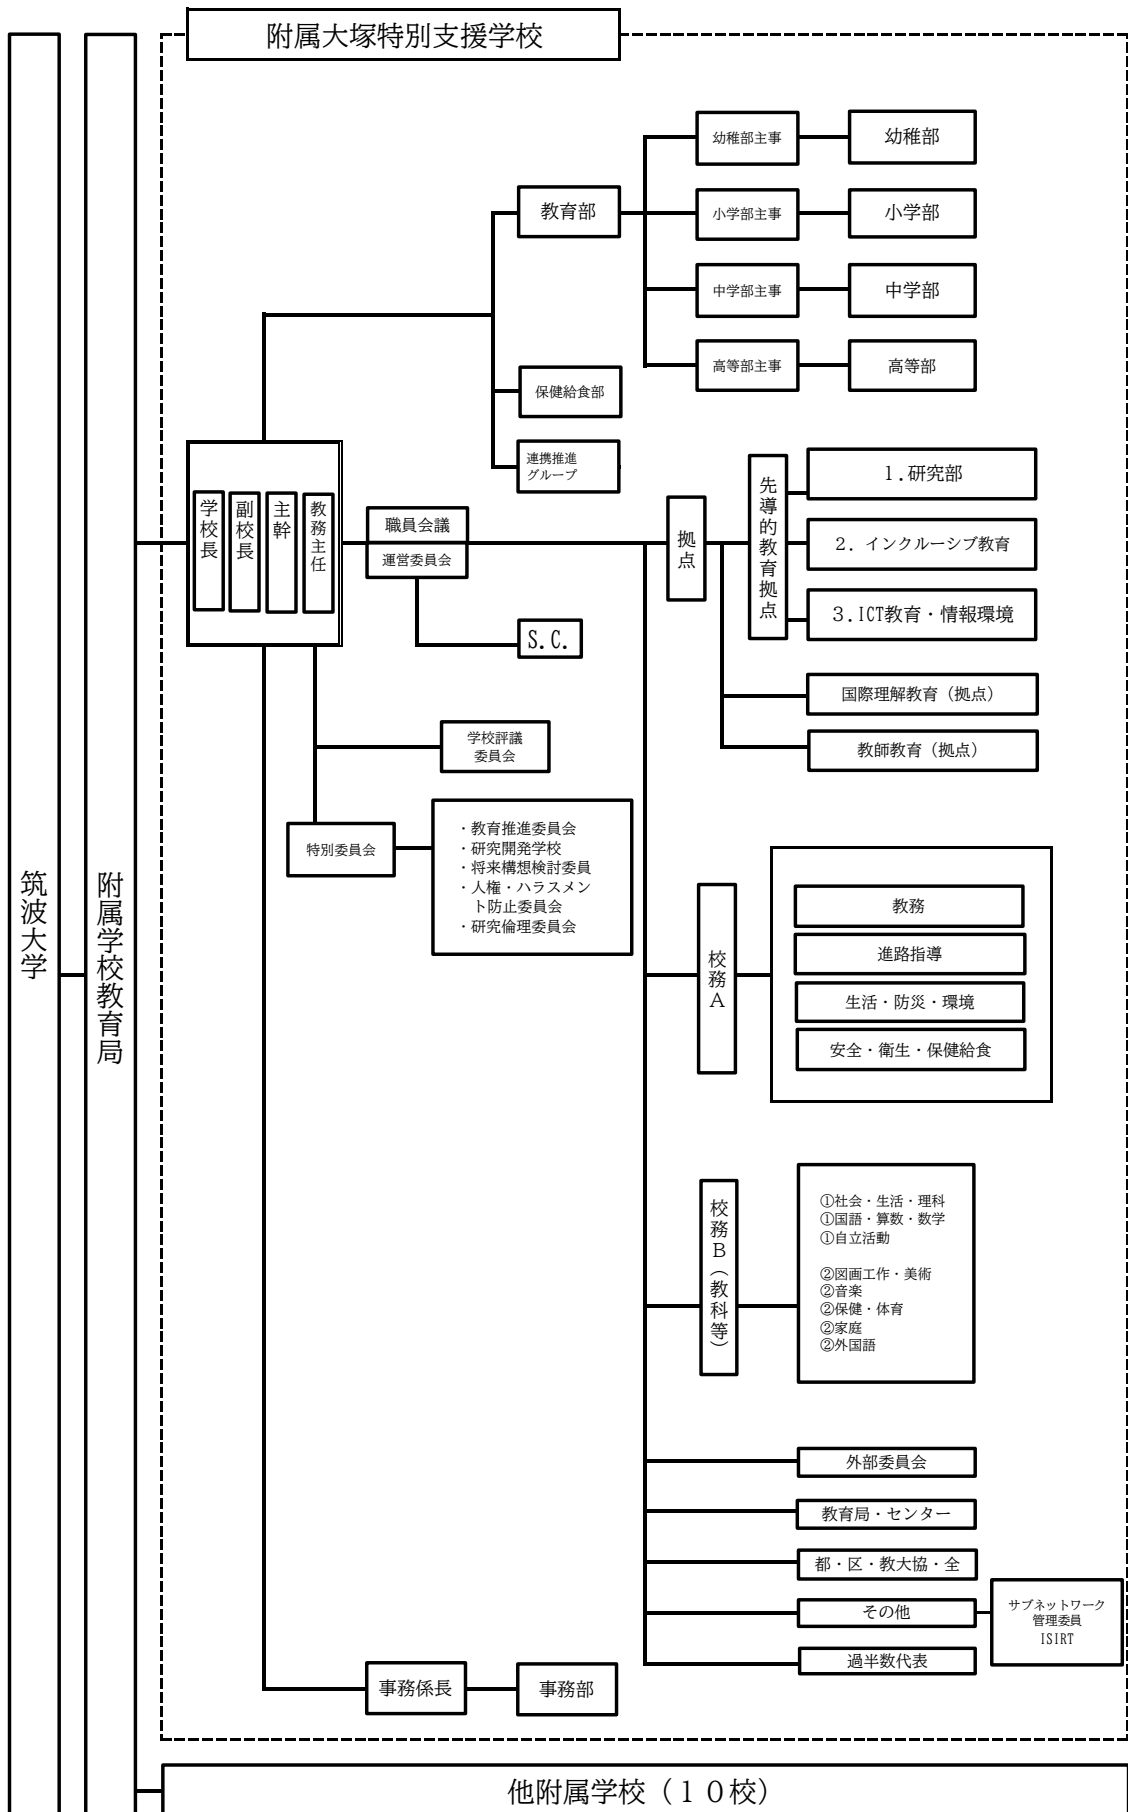 附属大塚特別支援学校
筑波大学
附属学校教育局
幼稚部主事
幼稚部
教育部
小学部主事
小学部
中学部主事
中学部
高等部主事
高等部
保健給食部
連携推進
グループ
学校長
副校長
主幹
教務主任
職員会議
運営委員会
S.C.
拠点
先導的教育拠点
1.研究部
2. インクルーシブ教育
3.ICT教育・情報環境
国際理解教育（拠点）
教師教育（拠点）
学校評議
委員会
特別委員会
・教育推進委員会
・研究開発学校
・将来構想検討委員
・人権・ハラスメン
ト防止委員会
・研究倫理委員会
校務A
教務
進路指導
生活・防災・環境
安全・衛生・保健給食
校務B（教科等）
①社会・生活・理科
①国語・算数・数学
①自立活動
②図画工作・美術
②音楽
②保健・体育
②家庭
②外国語
外部委員会
教育局・センター
都・区・教大協・全
その他
サブネットワーク
管理委員
ISIRT
過半数代表
事務係長
事務部
他附属学校（１０校）